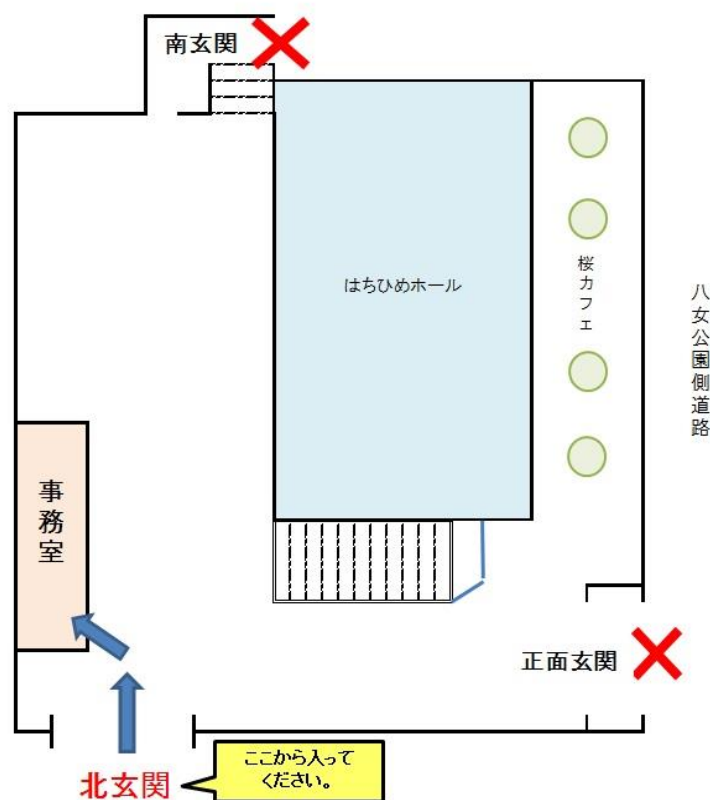 南玄関
はちひめホール
桜カフェ
八女公園側道路
事務室
正面玄関
北玄関
ここから入って
ください。